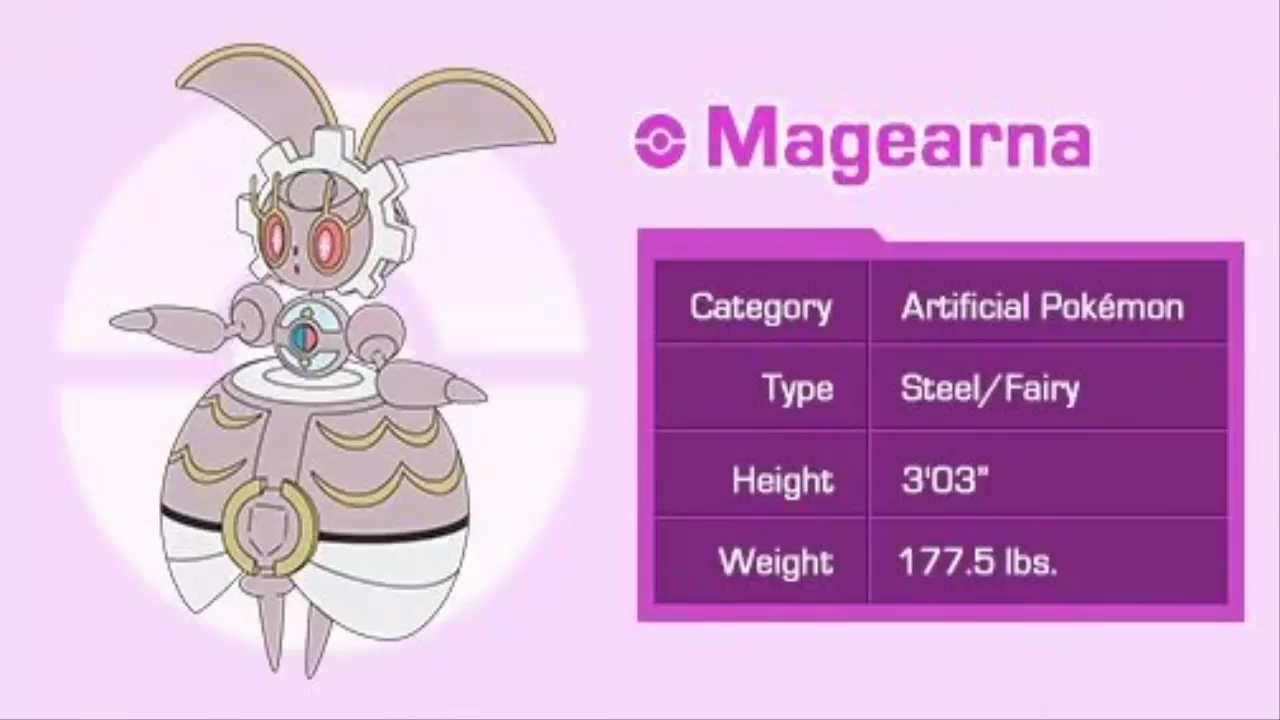 Magearna
Category Artificial Pokémon
Type Steel/Fairy
Height 3'03"
Weight 177.5 lbs.